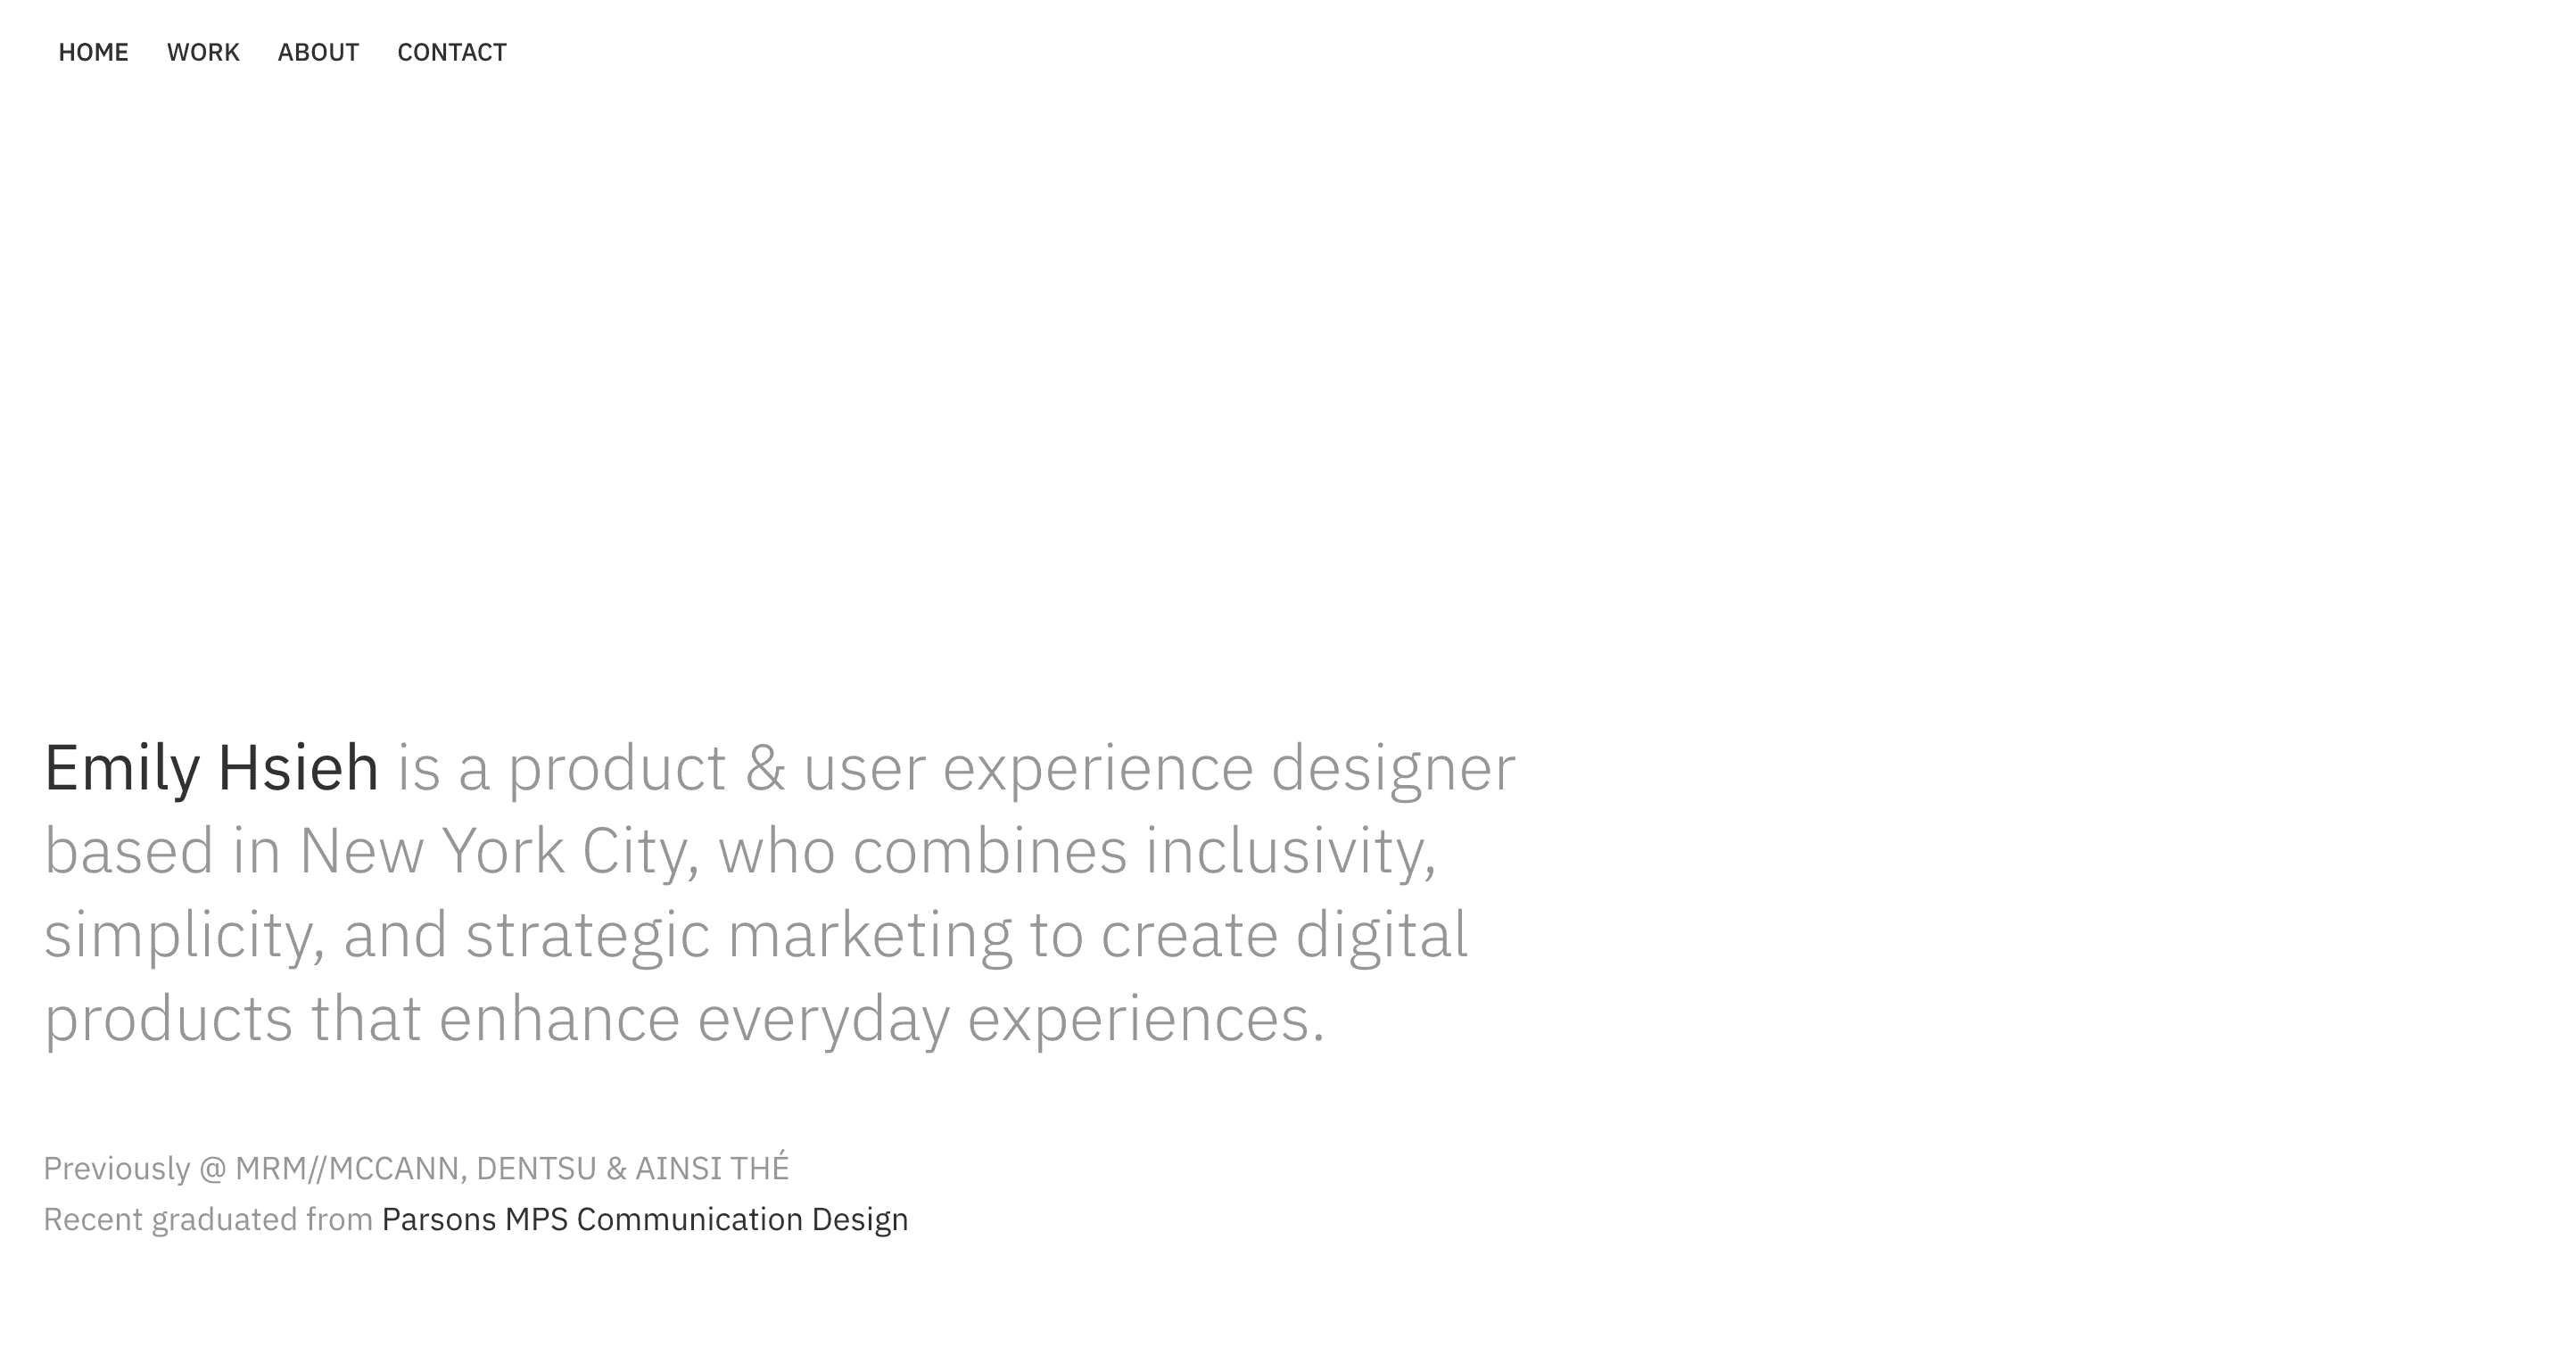 HOME WORK ABOUT CONTACT
Emily Hsieh is a product & user experience designer
based in New York City, who combines inclusivity,
simplicity, and strategic marketing to create digital
products that enhance everyday experiences.
Previously @ MRM//MCCANN, DENTSU & AINSI THÉ
Recent graduated from Parsons MPS Communication Design